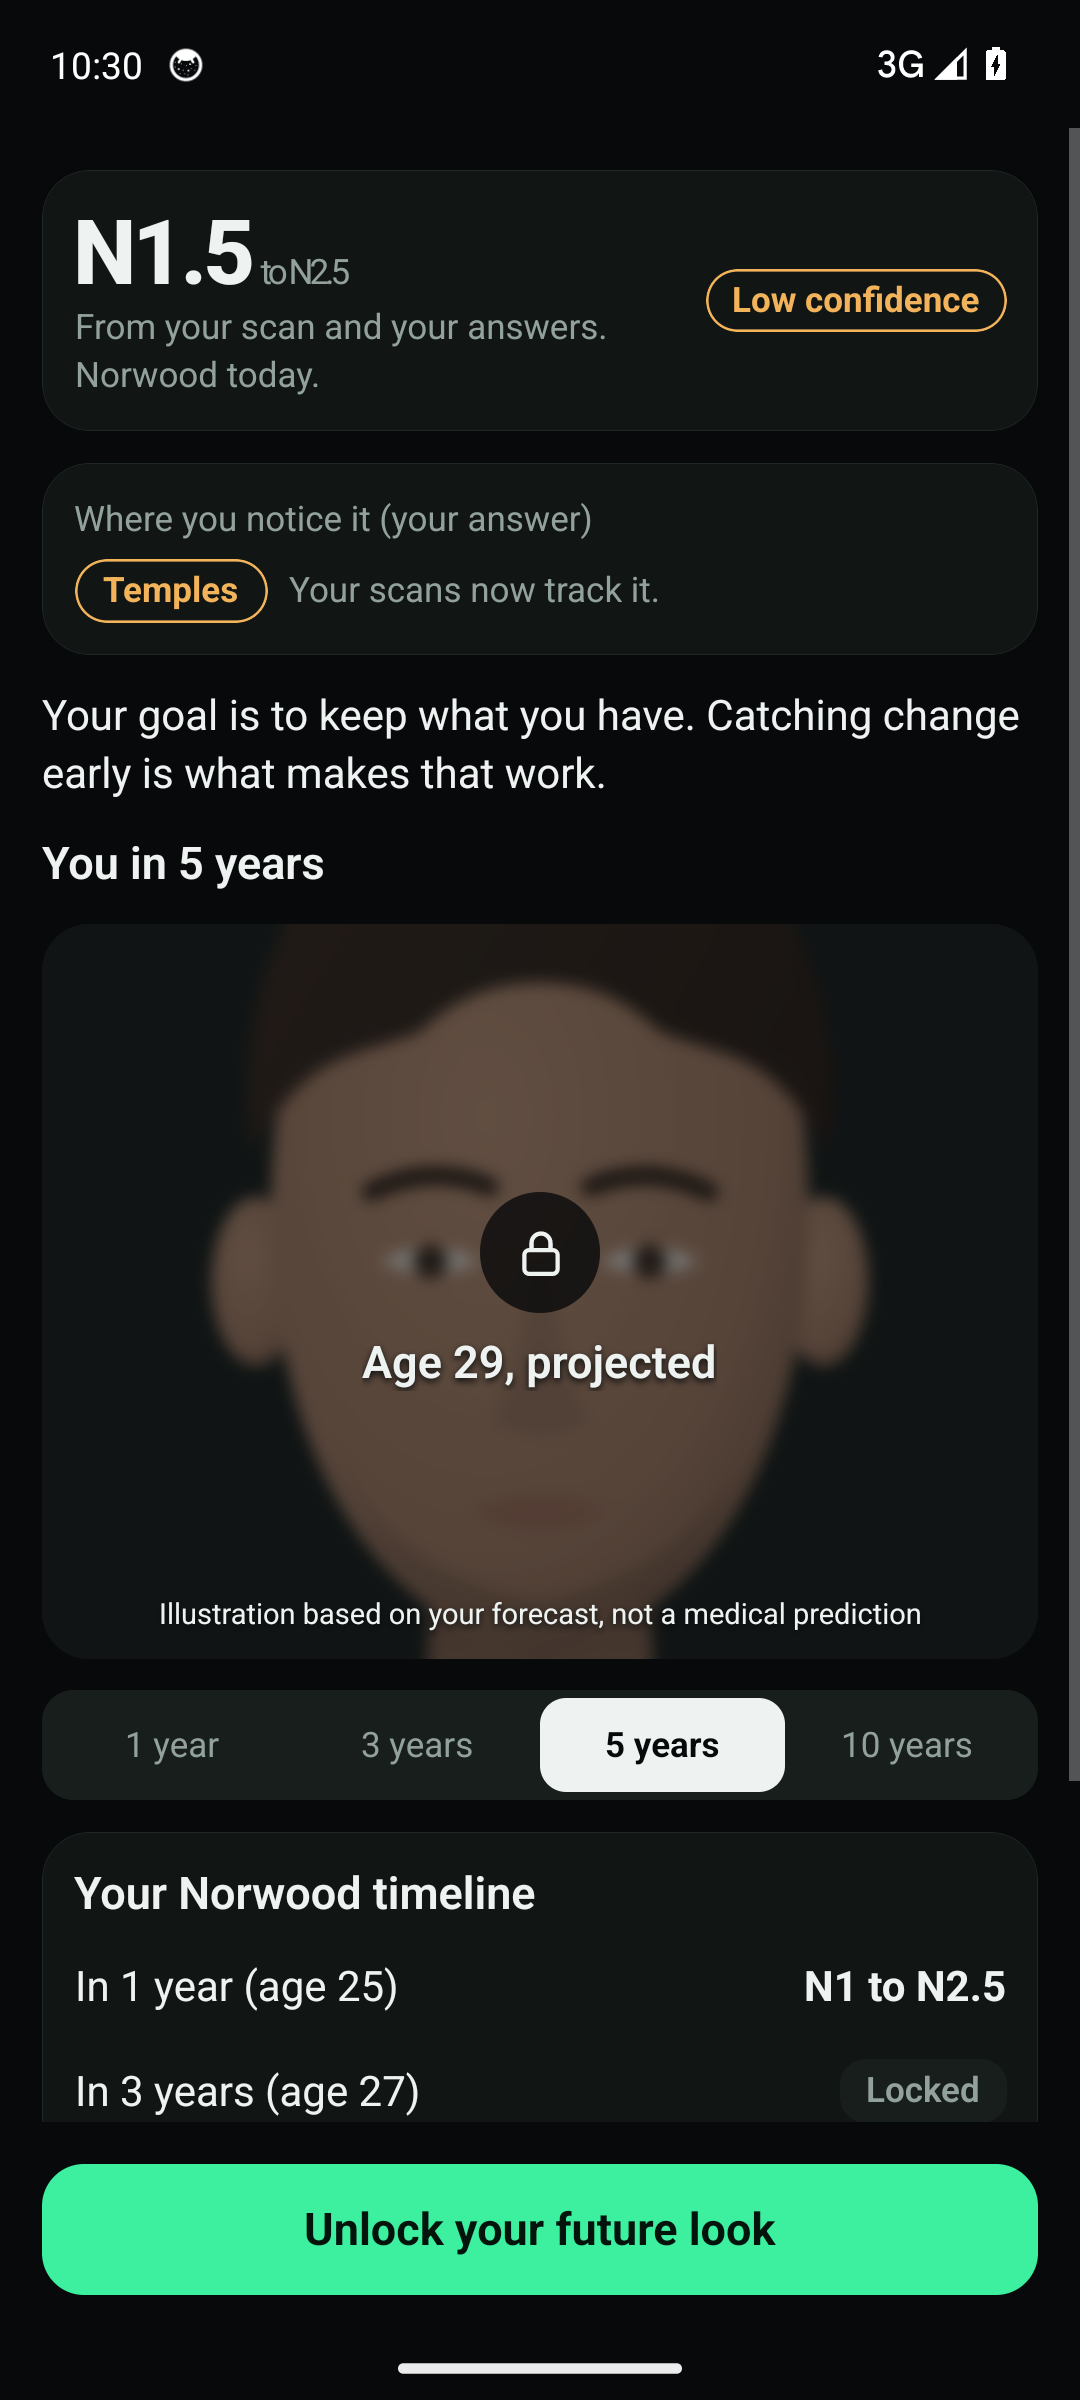 10:30
3G
N1.5 to N2.5
Low confidence
From your scan and your answers.
Norwood today.
Where you notice it (your answer)
Temples Your scans now track it.
Your goal is to keep what you have. Catching change
early is what makes that work.
You in 5 years
Age 29, projected
Illustration based on your forecast, not a medical prediction
1 year 3 years 5 years 10 years
Your Norwood timeline
In 1 year (age 25) N1 to N2.5
In 3 years (age 27) Locked
Unlock your future look